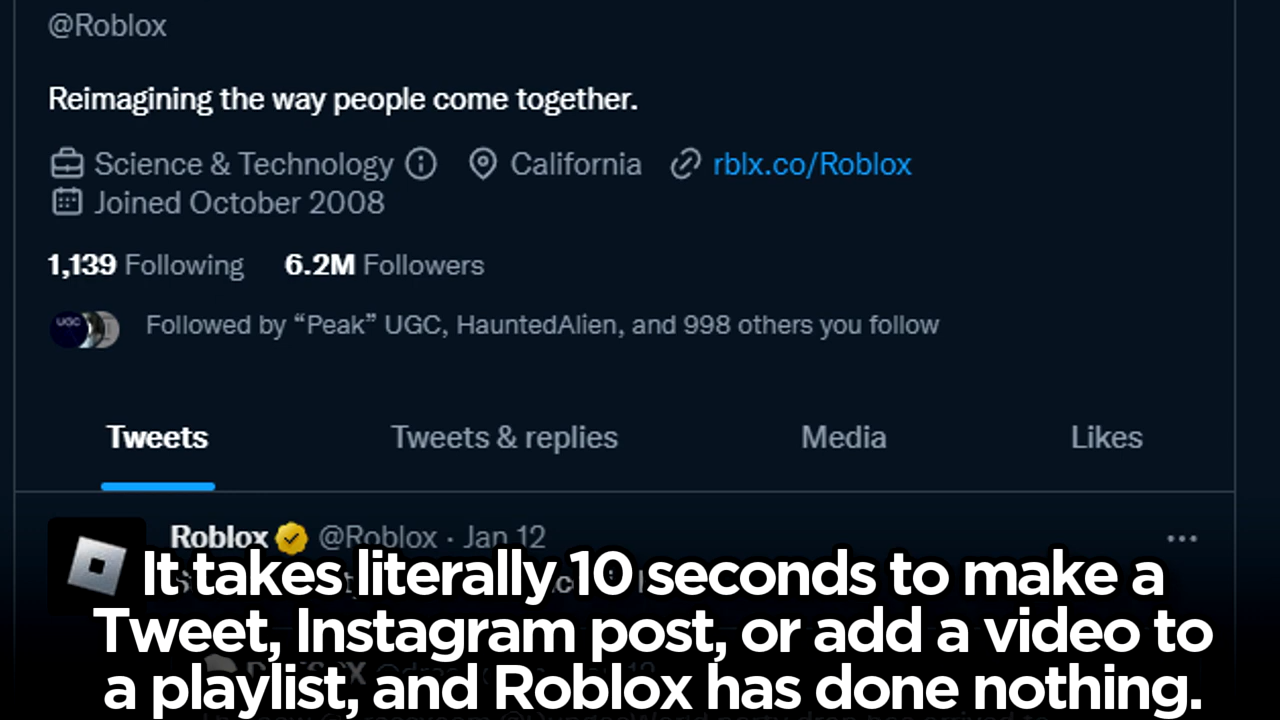 @Roblox
Reimagining the way people come together.
Science & Technology California rblx.co/Roblox
Joined October 2008
1,139 Following 6.2M Followers
UGC
Followed by “Peak” UGC, HauntedAlien, and 998 others you follow
Tweets Tweets & replies Media Likes
Roblox @Roblox · Jan 12
It takes literally 10 seconds to make a
Tweet, Instagram post, or add a video to
a playlist, and Roblox has done nothing.